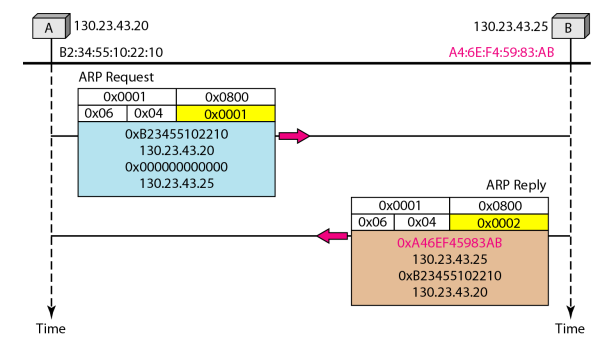 A 130.23.43.20 130.23.43.25 B
B2:34:55:10:22:10 A4:6E:F4:59:83:AB
ARP Request
0x0001 0x0800
0x06 0x04 0x0001
0xB23455102210
130.23.43.20
0x000000000000
130.23.43.25
ARP Reply
0x0001 0x0800
0x06 0x04 0x0002
0xA46EF45983AB
130.23.43.25
0xB23455102210
130.23.43.20
Time Time